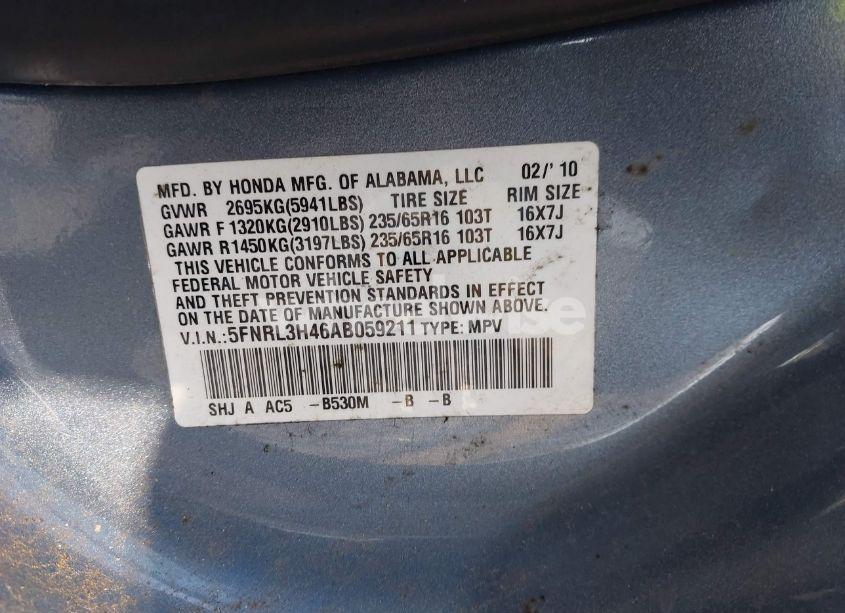 MFD. BY HONDA MFG. OF ALABAMA, LLC 02/' 10
GVWR 2695KG(5941LBS) TIRE SIZE RIM SIZE
GAWR F 1320KG(2910LBS) 235/65R16 103T 16X7J
GAWR R1450KG(3197LBS) 235/65R16 103T 16X7J
THIS VEHICLE CONFORMS TO ALL APPLICABLE
FEDERAL MOTOR VEHICLE SAFETY
AND THEFT PREVENTION STANDARDS IN EFFECT
ON THE DATE OF MANUFACTURE SHOWN ABOVE.
V.I.N.:5FNRL3H46AB059211 TYPE: MPV
SHJ A AC5 -B530M -B -B